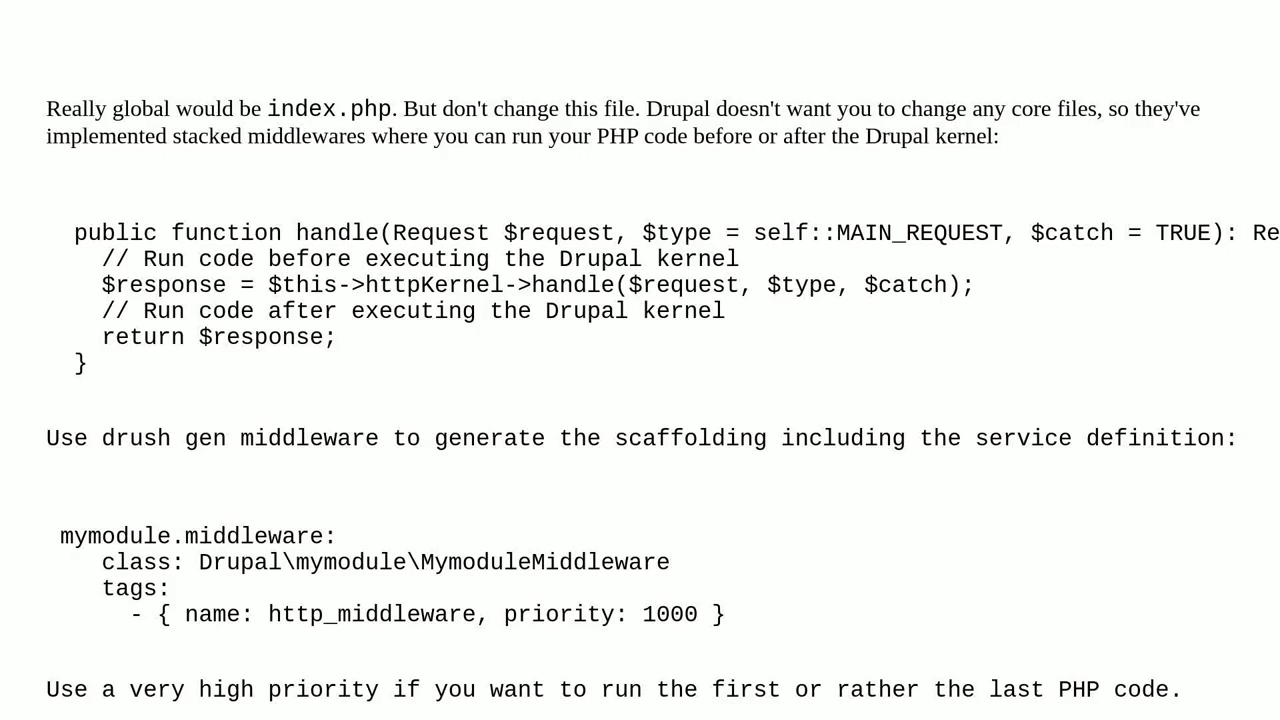 Really global would be index.php. But don't change this file. Drupal doesn't want you to change any core files, so they've
implemented stacked middlewares where you can run your PHP code before or after the Drupal kernel:
public function handle(Request $request, $type = self::MAIN_REQUEST, $catch = TRUE): Re
// Run code before executing the Drupal kernel
$response = $this->httpKernel->handle($request, $type, $catch);
// Run code after executing the Drupal kernel
return $response;
}
Use drush gen middleware to generate the scaffolding including the service definition:
mymodule.middleware:
class: Drupal\mymodule\MymoduleMiddleware
tags:
- { name: http_middleware, priority: 1000 }
Use a very high priority if you want to run the first or rather the last PHP code.